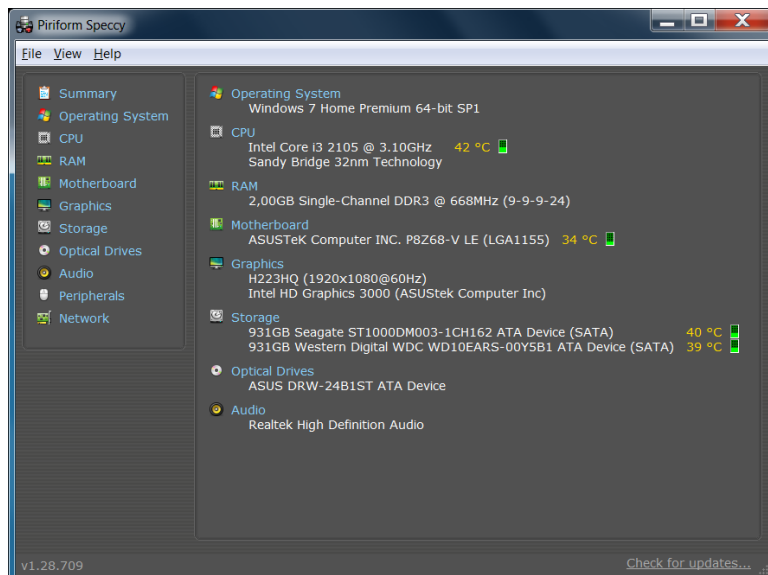 Piriform Speccy
File View Help
Summary
Operating System
CPU
RAM
Motherboard
Graphics
Storage
Optical Drives
Audio
Peripherals
Network
Operating System
Windows 7 Home Premium 64-bit SP1
CPU
Intel Core i3 2105 @ 3.10GHz 42 °C
Sandy Bridge 32nm Technology
RAM
2,00GB Single-Channel DDR3 @ 668MHz (9-9-9-24)
Motherboard
ASUSTeK Computer INC. P8Z68-V LE (LGA1155) 34 °C
Graphics
H223HQ (1920x1080@60Hz)
Intel HD Graphics 3000 (ASUStek Computer Inc)
Storage
931GB Seagate ST1000DM003-1CH162 ATA Device (SATA) 40 °C
931GB Western Digital WDC WD10EARS-00Y5B1 ATA Device (SATA) 39 °C
Optical Drives
ASUS DRW-24B1ST ATA Device
Audio
Realtek High Definition Audio
v1.28.709
Check for updates...